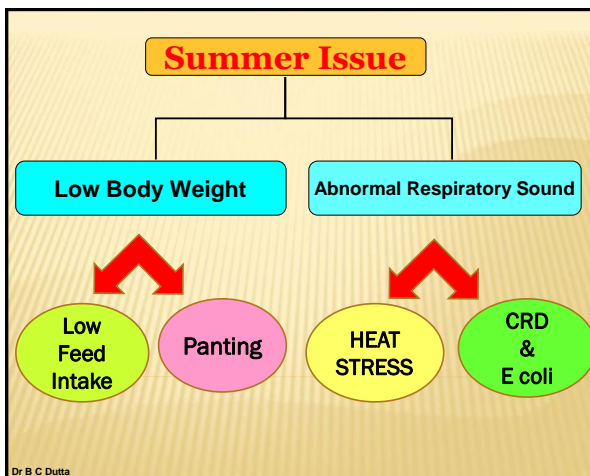 Summer Issue
Low Body Weight
Abnormal Respiratory Sound
Low
Feed
Intake
Panting
HEAT
STRESS
CRD
&
E coli
Dr B C Dutta